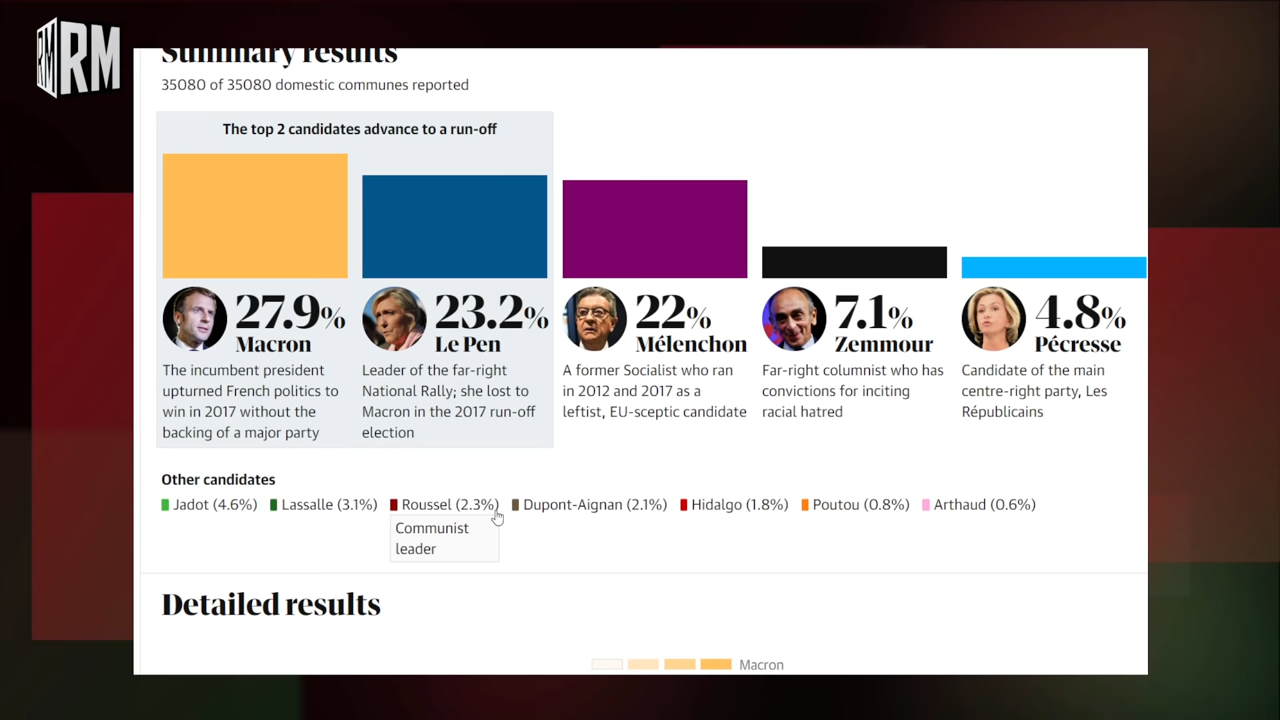 RM RM
Summary results
35080 of 35080 domestic communes reported
The top 2 candidates advance to a run-off
27.9%
Macron
The incumbent president
upturned French politics to
win in 2017 without the
backing of a major party
23.2%
Le Pen
Leader of the far-right
National Rally; she lost to
Macron in the 2017 run-off
election
22%
Mélenchon
A former Socialist who ran
in 2012 and 2017 as a
leftist, EU-sceptic candidate
7.1%
Zemmour
Far-right columnist who has
convictions for inciting
racial hatred
4.8%
Pécresse
Candidate of the main
centre-right party, Les
Républicains
Other candidates
Jadot (4.6%) Lassalle (3.1%) Roussel (2.3%) Dupont-Aignan (2.1%) Hidalgo (1.8%) Poutou (0.8%) Arthaud (0.6%)
Communist
leader
Detailed results
Macron